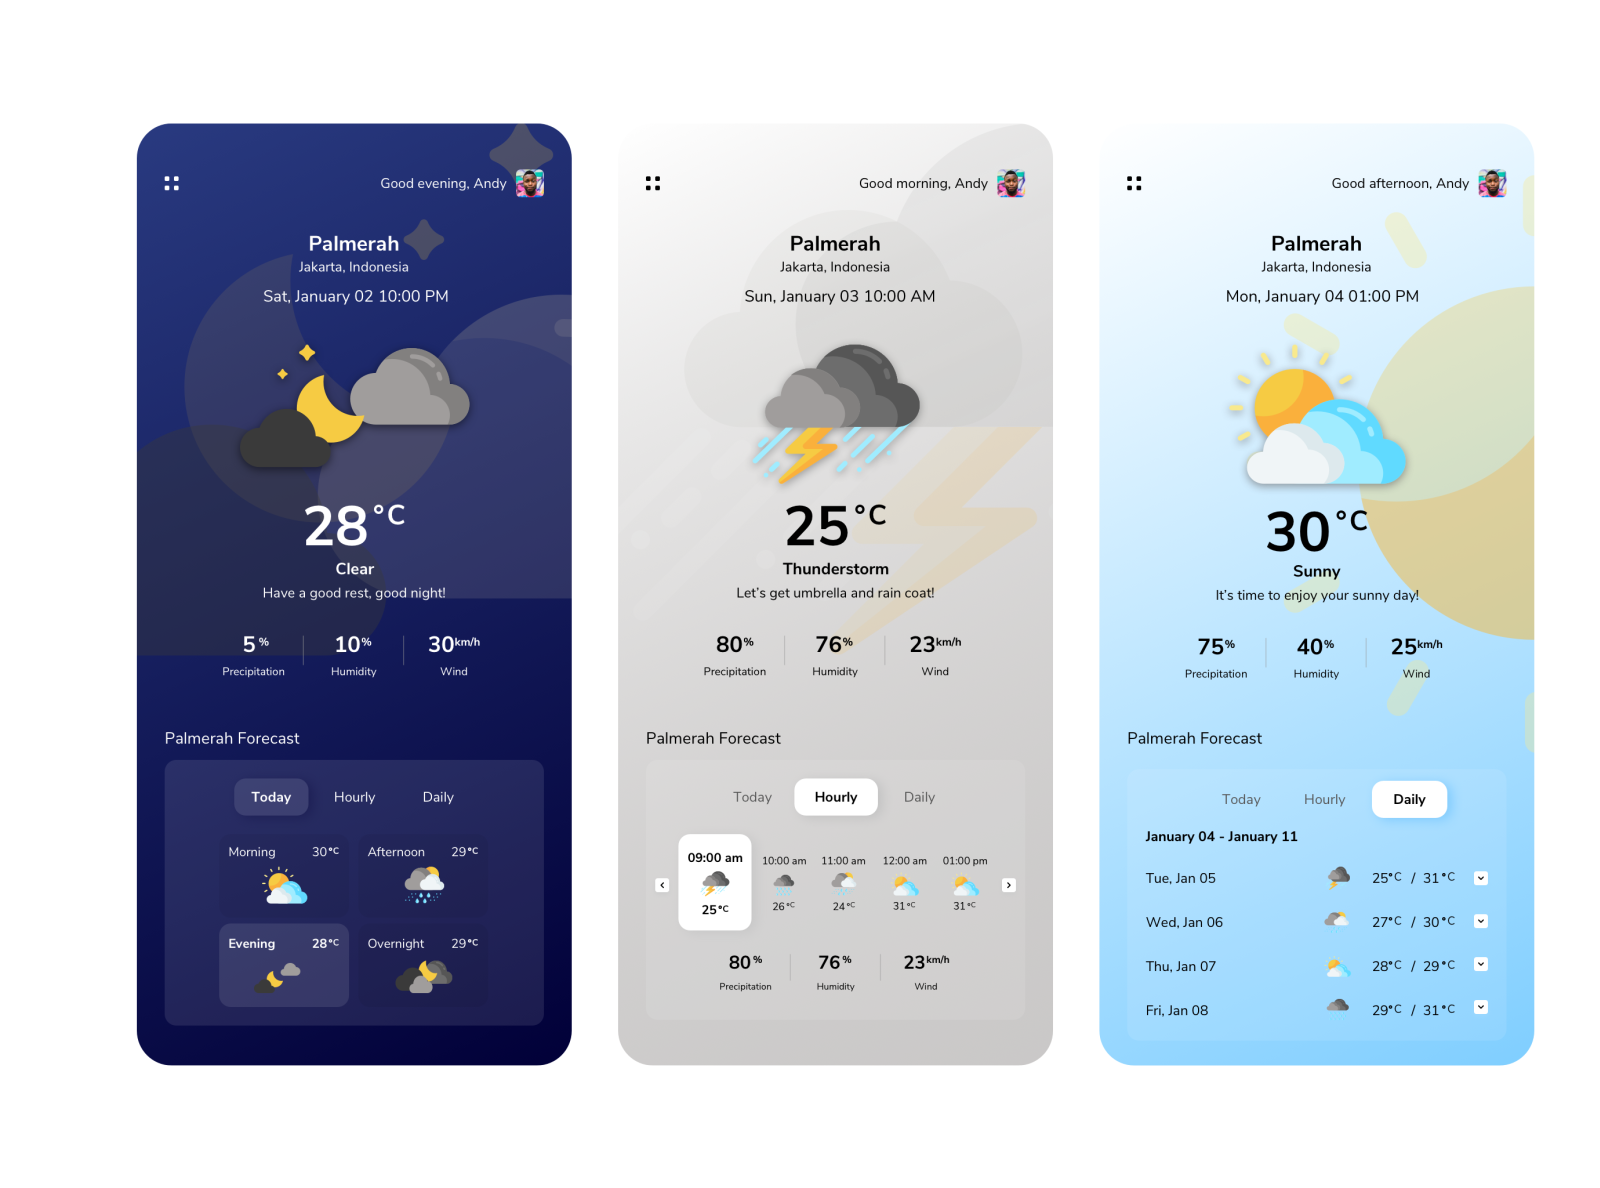 Good evening, Andy
Palmerah
Jakarta, Indonesia
Sat, January 02 10:00 PM
28 °C
Clear
Have a good rest, good night!
5 % 10% 30km/h
Precipitation Humidity Wind
Palmerah Forecast
Today Hourly Daily
Morning 30°C Afternoon 29°C
Evening 28°C Overnight 29°C
Good morning, Andy
Palmerah
Jakarta, Indonesia
Sun, January 03 10:00 AM
25 °C
Thunderstorm
Let's get umbrella and rain coat!
80% 76% 23km/h
Precipitation Humidity Wind
Palmerah Forecast
Today Hourly Daily
09:00 am 10:00 am 11:00 am 12:00 am 01:00 pm
25°C 26°C 24°C 31°C 31°C
80% 76% 23km/h
Precipitation Humidity Wind
Good afternoon, Andy
Palmerah
Jakarta, Indonesia
Mon, January 04 01:00 PM
30 °C
Sunny
It's time to enjoy your sunny day!
75% 40% 25km/h
Precipitation Humidity Wind
Palmerah Forecast
Today Hourly Daily
January 04 - January 11
Tue, Jan 05 25°C / 31°C
Wed, Jan 06 27°C / 30°C
Thu, Jan 07 28°C / 29°C
Fri, Jan 08 29°C / 31°C